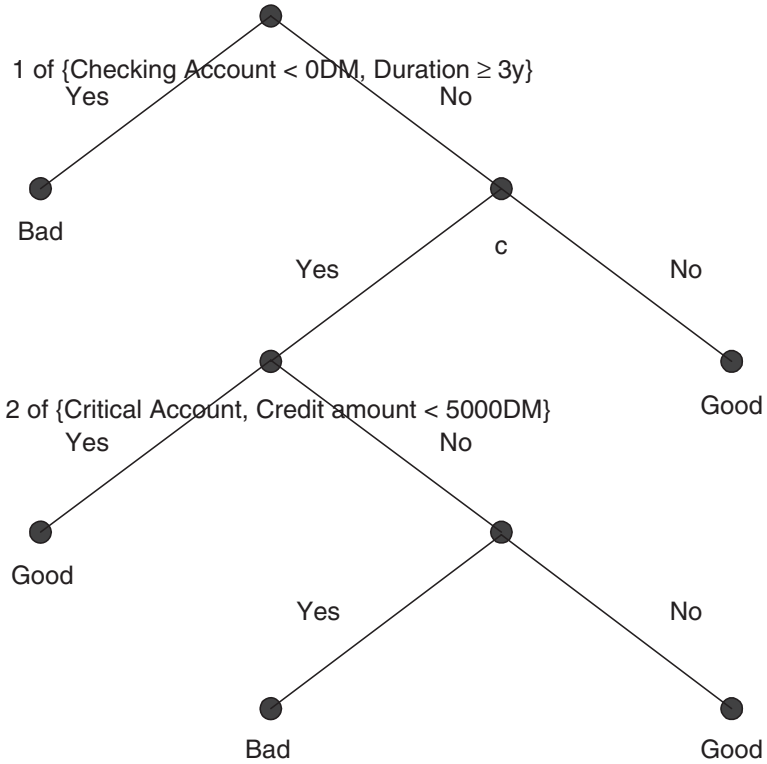 1 of {Checking Account < 0DM, Duration ≥ 3y}
Yes No
Bad
c
Yes No
Good
2 of {Critical Account, Credit amount < 5000DM}
Yes No
Good
Yes No
Bad Good